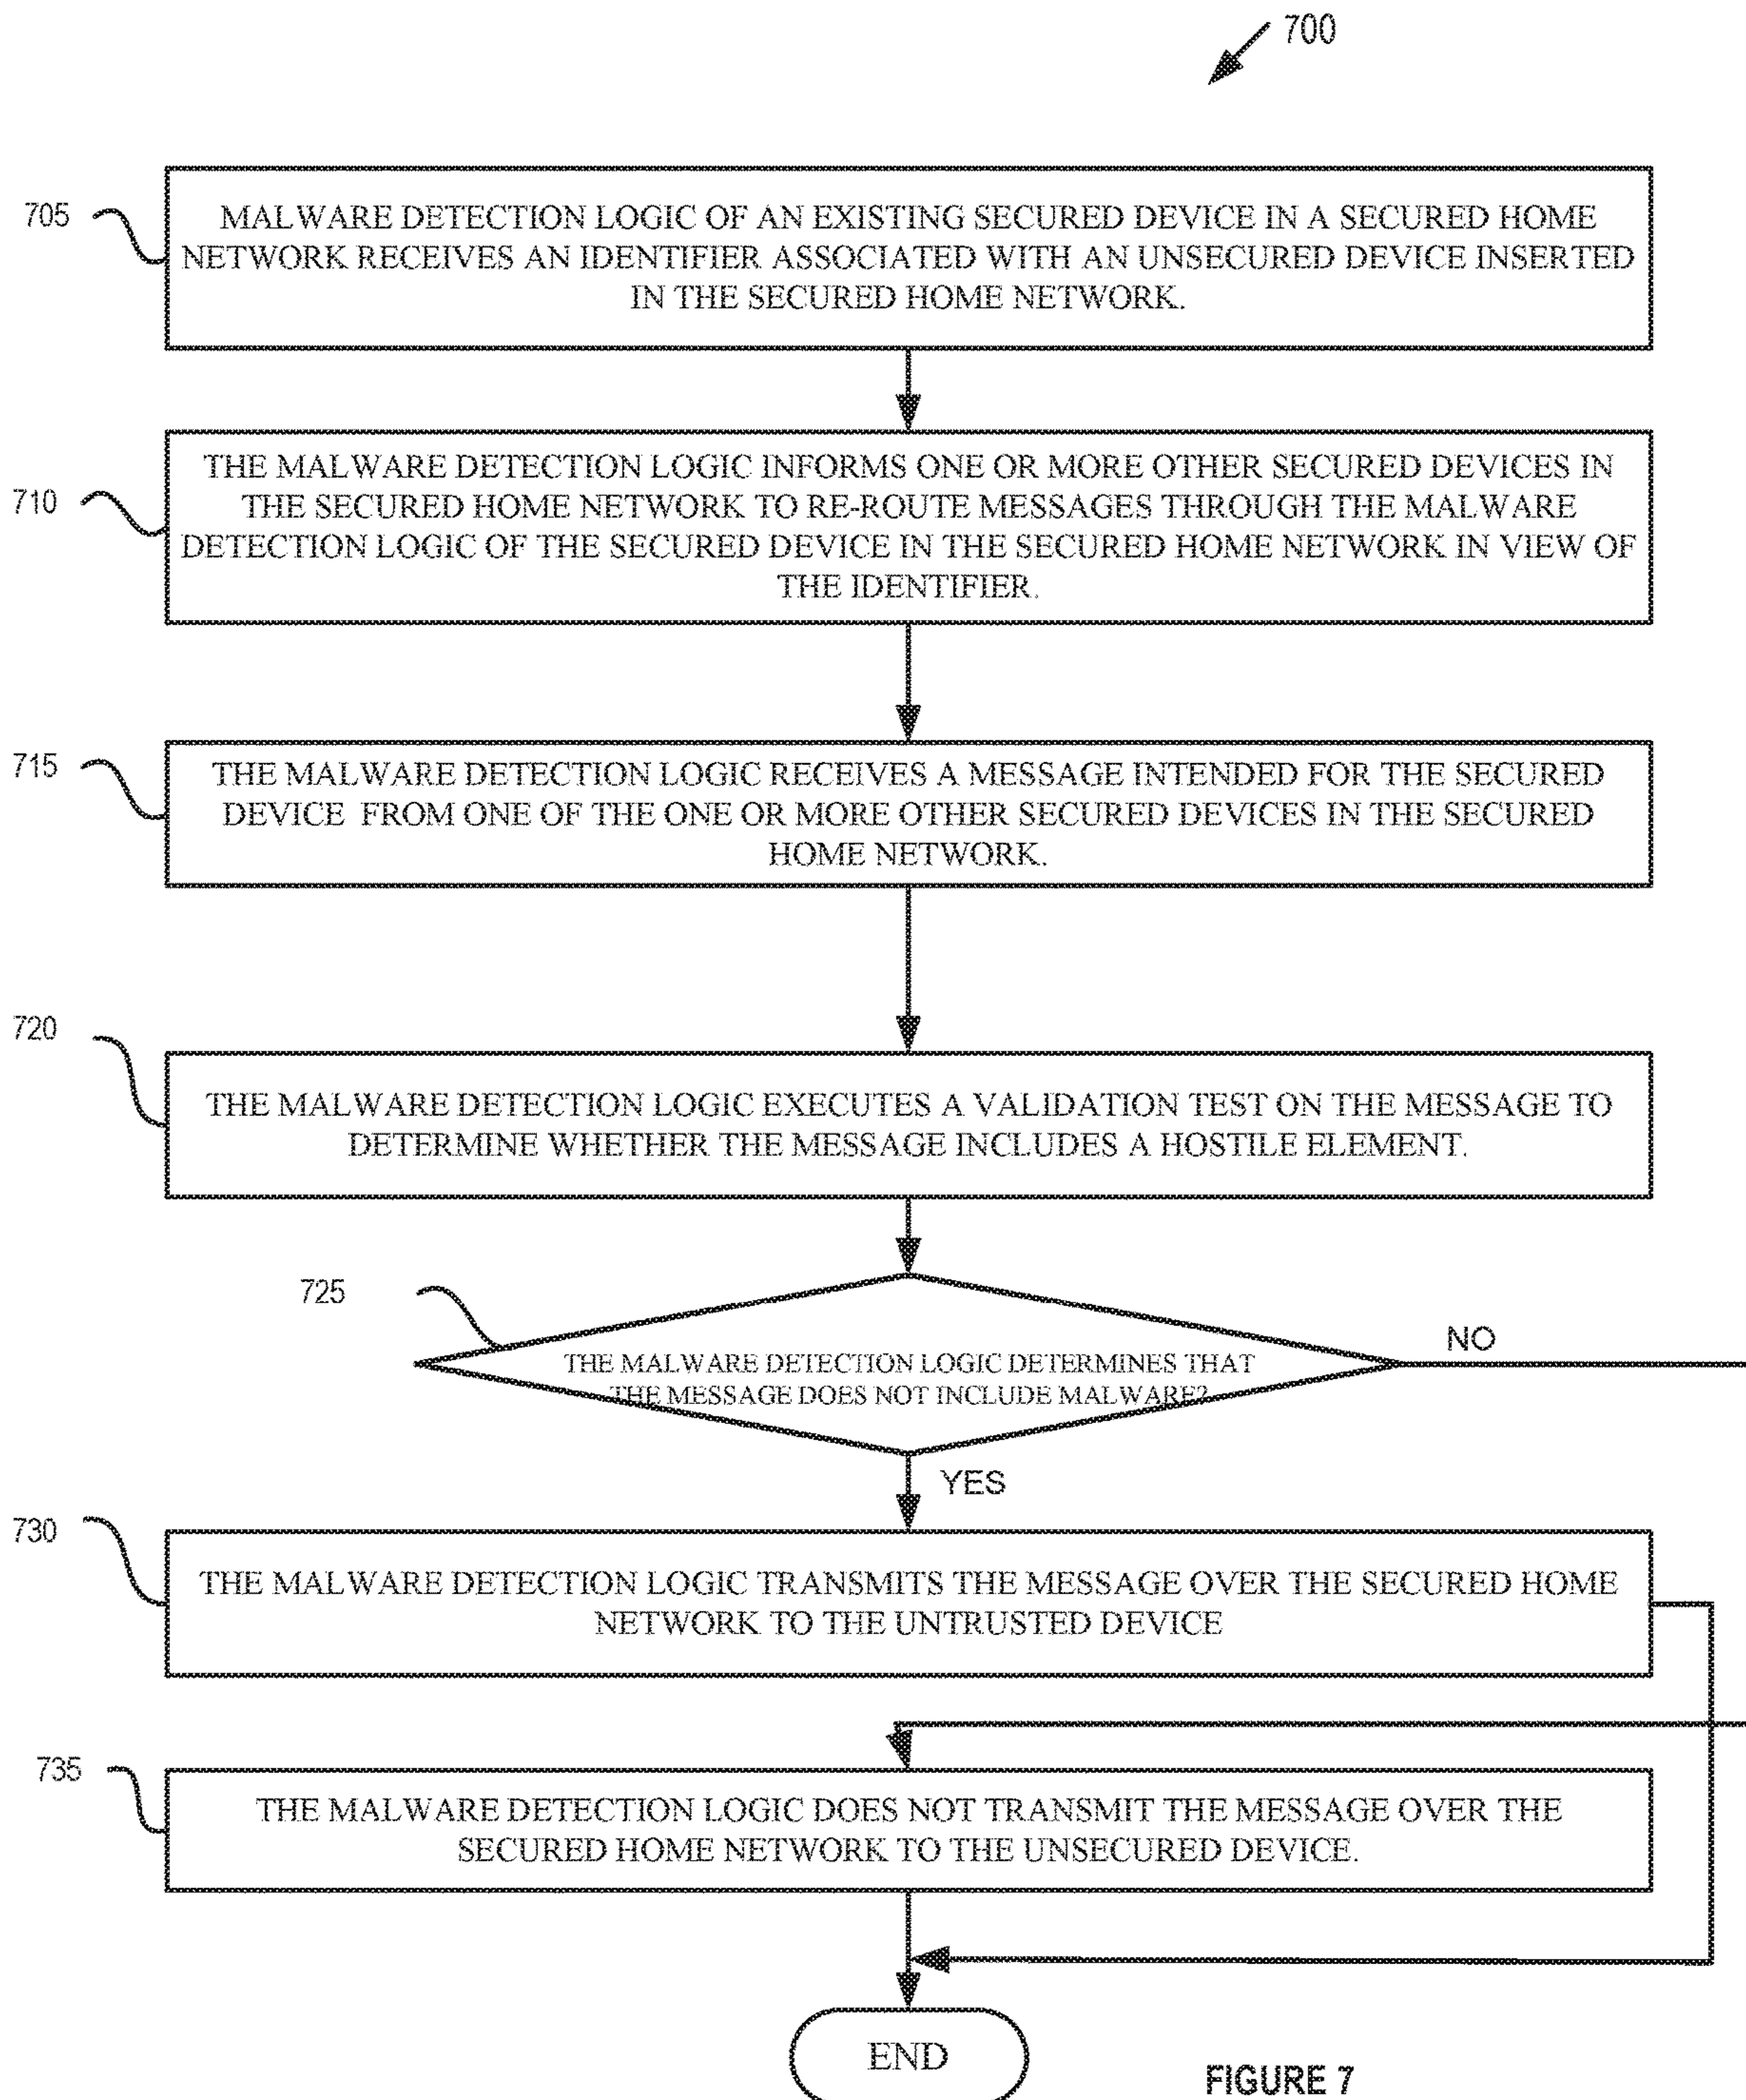 700
705
MALWARE DETECTION LOGIC OF AN EXISTING SECURED DEVICE IN A SECURED HOME
NETWORK RECEIVES AN IDENTIFIER ASSOCIATED WITH AN UNSECURED DEVICE INSERTED
IN THE SECURED HOME NETWORK.
710
THE MALWARE DETECTION LOGIC INFORMS ONE OR MORE OTHER SECURED DEVICES IN
THE SECURED HOME NETWORK TO RE-ROUTE MESSAGES THROUGH THE MALWARE
DETECTION LOGIC OF THE SECURED DEVICE IN THE SECURED HOME NETWORK IN VIEW OF
THE IDENTIFIER.
715
THE MALWARE DETECTION LOGIC RECEIVES A MESSAGE INTENDED FOR THE SECURED
DEVICE FROM ONE OF THE ONE OR MORE OTHER SECURED DEVICES IN THE SECURED
HOME NETWORK.
720
THE MALWARE DETECTION LOGIC EXECUTES A VALIDATION TEST ON THE MESSAGE TO
DETERMINE WHETHER THE MESSAGE INCLUDES A HOSTILE ELEMENT.
725
THE MALWARE DETECTION LOGIC DETERMINES THAT
THE MESSAGE DOES NOT INCLUDE MALWARE?
NO
YES
730
THE MALWARE DETECTION LOGIC TRANSMITS THE MESSAGE OVER THE SECURED HOME
NETWORK TO THE UNTRUSTED DEVICE
735
THE MALWARE DETECTION LOGIC DOES NOT TRANSMIT THE MESSAGE OVER THE
SECURED HOME NETWORK TO THE UNSECURED DEVICE.
END
FIGURE 7